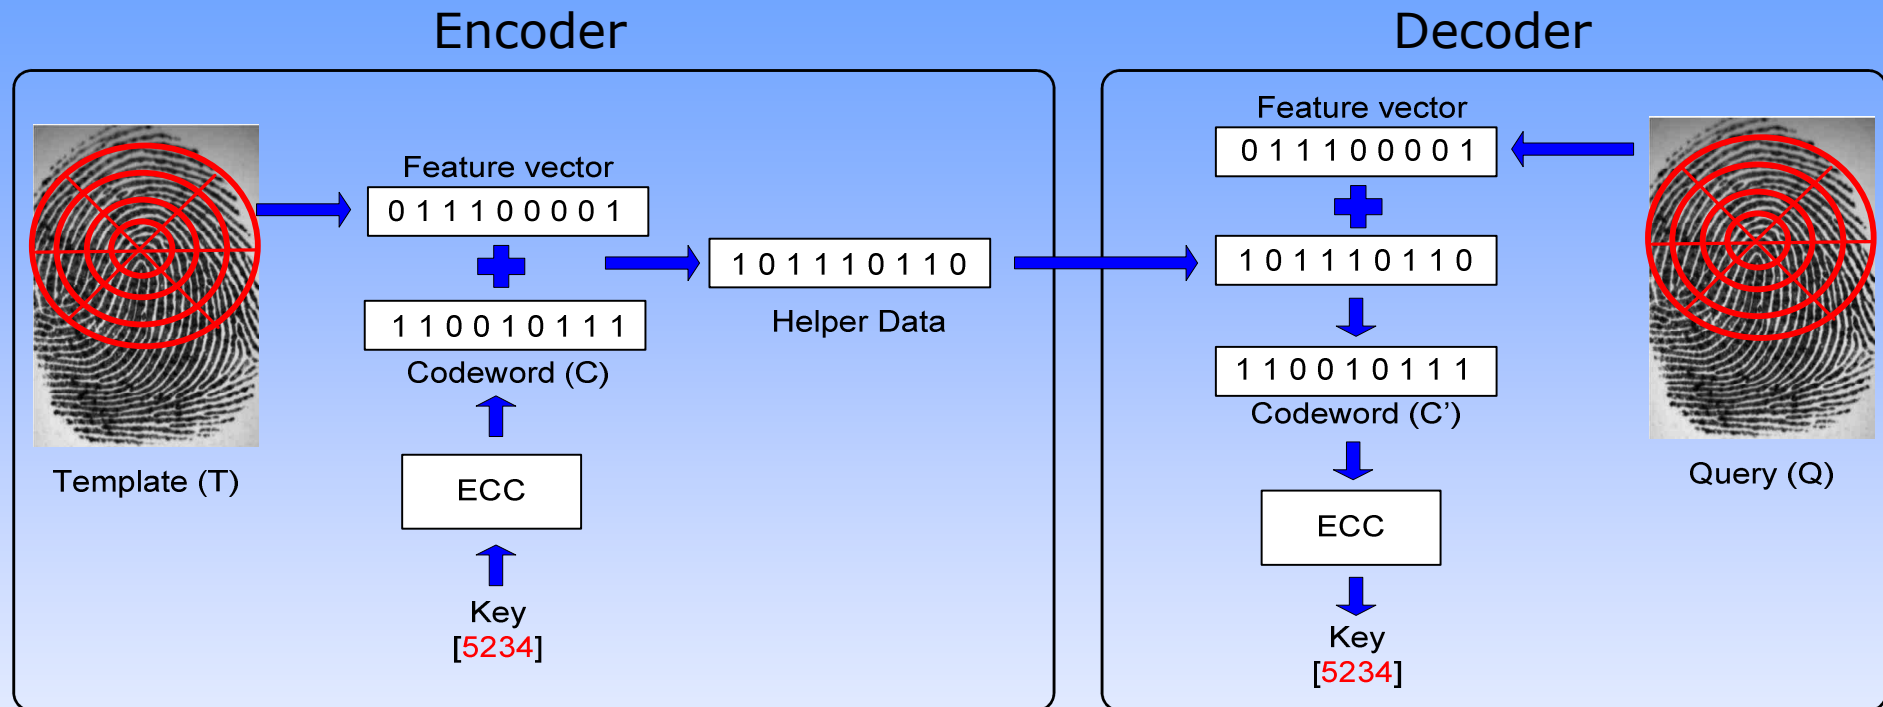 Encoder
Feature vector
0 1 1 1 0 0 0 0 1
1 1 0 0 1 0 1 1 1
Codeword (C)
ECC
Key
[5234]
Template (T)
1 0 1 1 1 0 1 1 0
Helper Data
Decoder
Feature vector
0 1 1 1 0 0 0 0 1
1 0 1 1 1 0 1 1 0
1 1 0 0 1 0 1 1 1
Codeword (C’)
ECC
Key
[5234]
Query (Q)